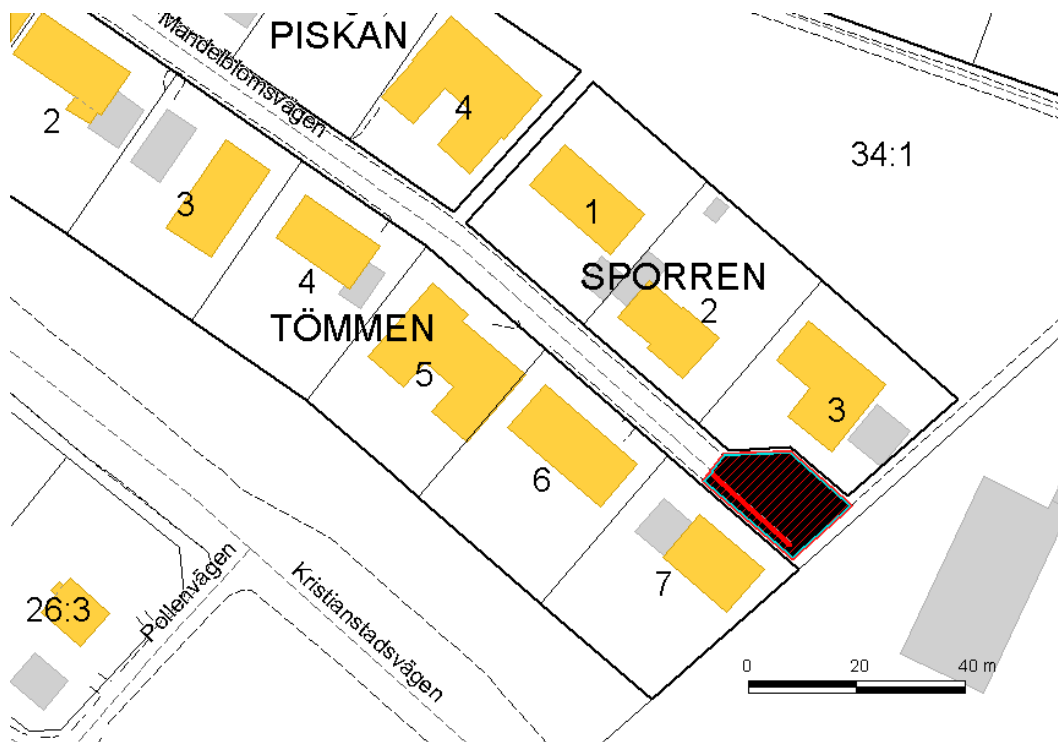 PISKAN
Mandelblomsvägen
4
34:1
2
3
1
4
SPORREN
2
TÖMMEN
5
3
6
7
26:3
Pollenvägen
Kristianstadsvägen
0 20 40 m